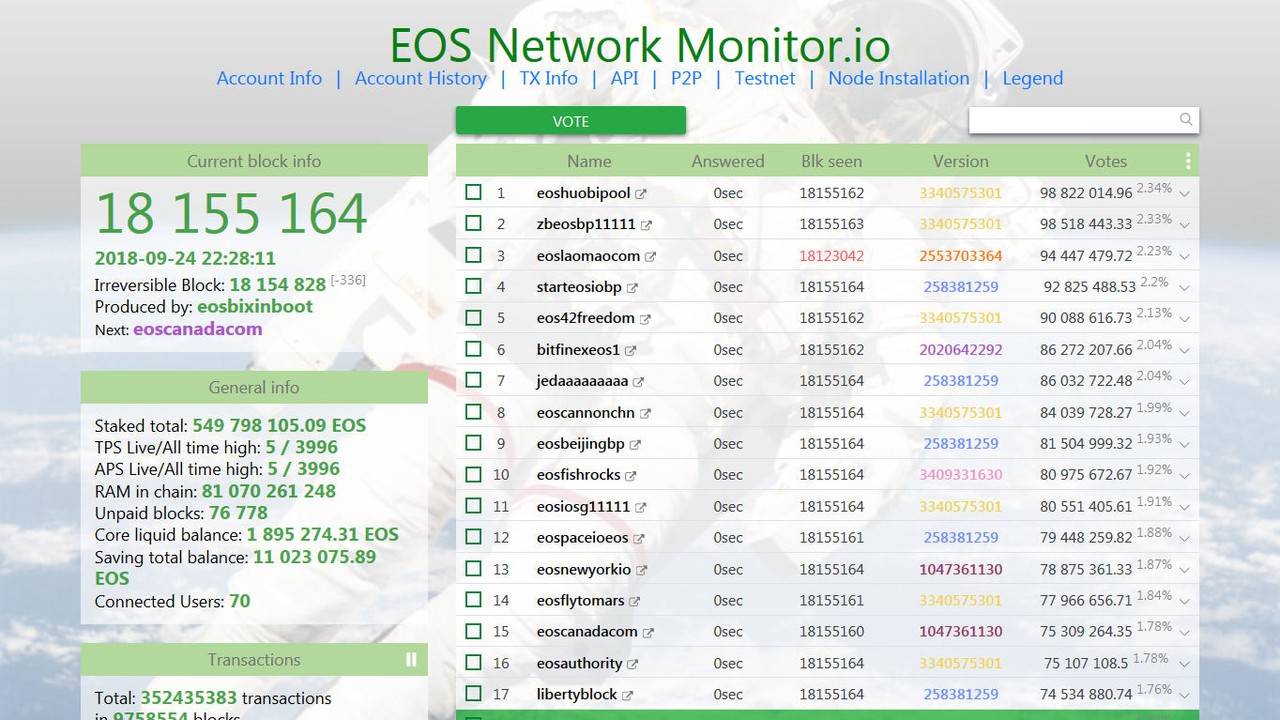 EOS Network Monitor.io
Account Info | Account History | TX Info | API | P2P | Testnet | Node Installation | Legend
VOTE
Current block info
18 155 164
2018-09-24 22:28:11
Irreversible Block: 18 154 828 [-336]
Produced by: eosbixinboot
Next: eoscanadacom
General info
Staked total: 549 798 105.09 EOS
TPS Live/All time high: 5 / 3996
APS Live/All time high: 5 / 3996
RAM in chain: 81 070 261 248
Unpaid blocks: 76 778
Core liquid balance: 1 895 274.31 EOS
Saving total balance: 11 023 075.89
EOS
Connected Users: 70
Transactions
Total: 352435383 transactions
in 9758554 blocks
Name Answered Blk seen Version Votes
1 eoshuobipool 0sec 18155162 3340575301 98 822 014.96 2.34%
2 zbeosbp11111 0sec 18155163 3340575301 98 518 443.33 2.33%
3 eoslaomaocom 0sec 18123042 2553703364 94 447 479.72 2.23%
4 starteosiobp 0sec 18155164 258381259 92 825 488.53 2.2%
5 eos42freedom 0sec 18155164 3340575301 90 088 616.73 2.13%
6 bitfinexeos1 0sec 18155162 2020642292 86 272 207.66 2.04%
7 jedaaaaaaaaa 0sec 18155164 258381259 86 032 722.48 2.04%
8 eoscannonchn 0sec 18155164 3340575301 84 039 728.27 1.99%
9 eosbeijingbp 0sec 18155164 258381259 81 504 999.32 1.93%
10 eosfishrocks 0sec 18155164 3409331630 80 975 672.67 1.92%
11 eosiosg11111 0sec 18155164 3340575301 80 551 405.61 1.91%
12 eospaceioeos 0sec 18155161 258381259 79 448 259.82 1.88%
13 eosnewyorkio 0sec 18155164 1047361130 78 875 361.33 1.87%
14 eosflytomars 0sec 18155161 3340575301 77 966 656.71 1.84%
15 eoscanadacom 0sec 18155160 1047361130 75 309 264.35 1.78%
16 eosauthority 0sec 18155164 3340575301 75 107 108.5 1.78%
17 libertyblock 0sec 18155164 258381259 74 534 880.74 1.76%